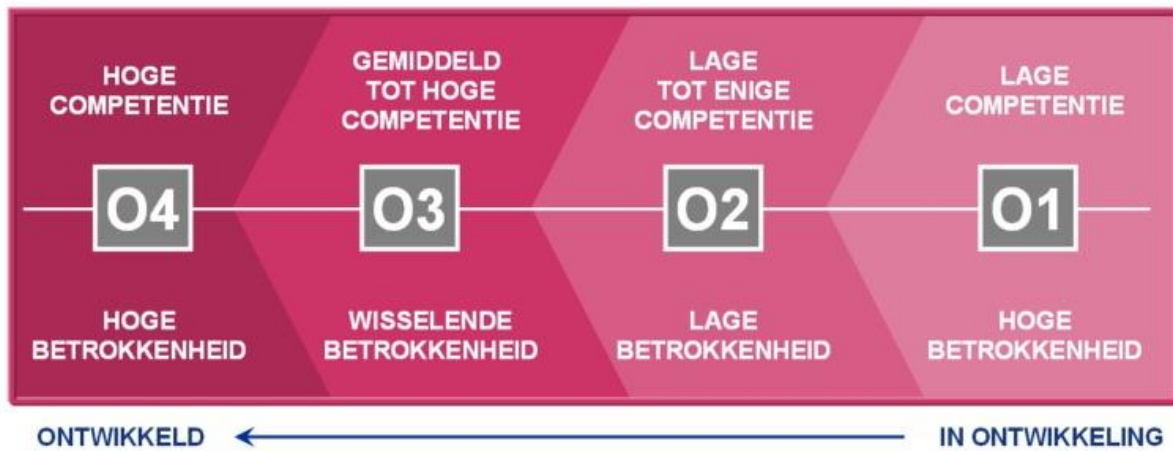 HOGE
COMPETENTIE
GEMIDDELD
TOT HOGE
COMPETENTIE
LAGE
TOT ENIGE
COMPETENTIE
LAGE
COMPETENTIE
O4
O3
O2
O1
HOGE
BETROKKENHEID
WISSELENDE
BETROKKENHEID
LAGE
BETROKKENHEID
HOGE
BETROKKENHEID
ONTWIKKELD
IN ONTWIKKELING